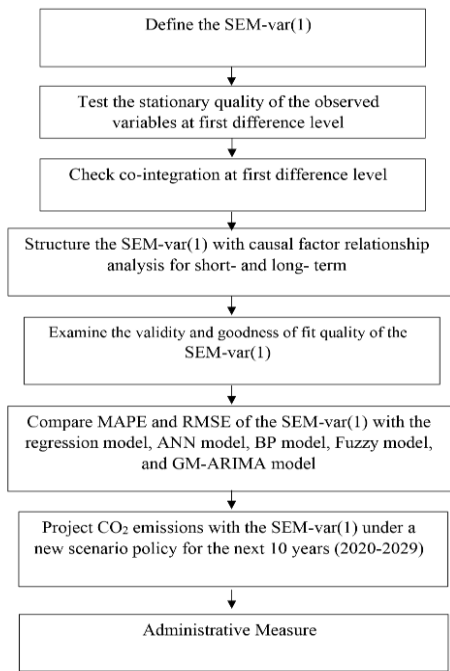 Define the SEM-var(1)
Test the stationary quality of the observed
variables at first difference level
Check co-integration at first difference level
Structure the SEM-var(1) with causal factor relationship
analysis for short- and long- term
Examine the validity and goodness of fit quality of the
SEM-var(1)
Compare MAPE and RMSE of the SEM-var(1) with the
regression model, ANN model, BP model, Fuzzy model,
and GM-ARIMA model
Project CO₂ emissions with the SEM-var(1) under a
new scenario policy for the next 10 years (2020-2029)
Administrative Measure